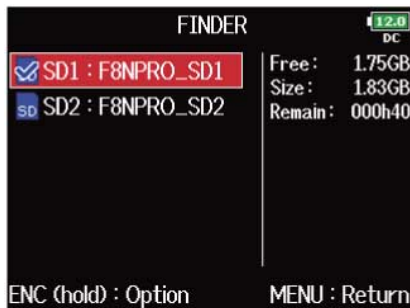 FINDER
12.0
DC
SD1 : F8NPRO_SD1
SD SD2 : F8NPRO_SD2
Free : 1.75GB
Size : 1.83GB
Remain : 000h40
ENC (hold) : Option
MENU : Return